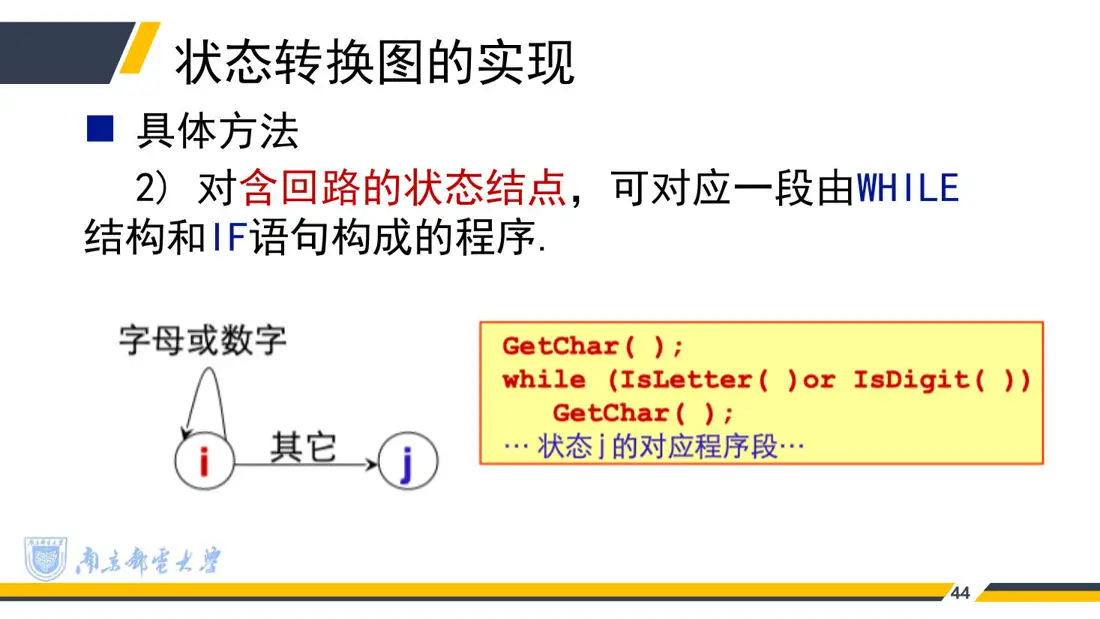 状态转换图的实现
具体方法
2) 对含回路的状态结点，可对应一段由WHILE
结构和IF语句构成的程序.
字母或数字
i
其它
j
GetChar( );
while (IsLetter( )or IsDigit( ))
GetChar( );
… 状态j的对应程序段…
南京邮电大学
44